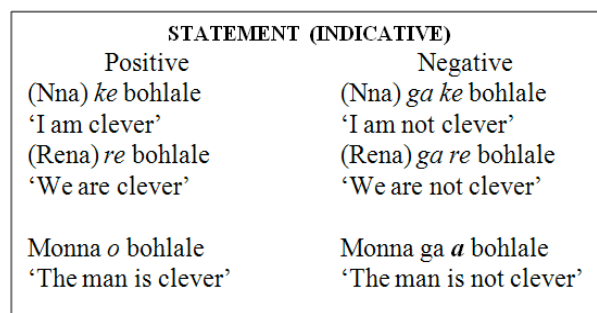 STATEMENT (INDICATIVE)
Positive Negative
(Nna) ke bohlale (Nna) ga ke bohlale
‘I am clever’ ‘I am not clever’
(Rena) re bohlale (Rena) ga re bohlale
‘We are clever’ ‘We are not clever’
Monna o bohlale Monna ga a bohlale
‘The man is clever’ ‘The man is not clever’